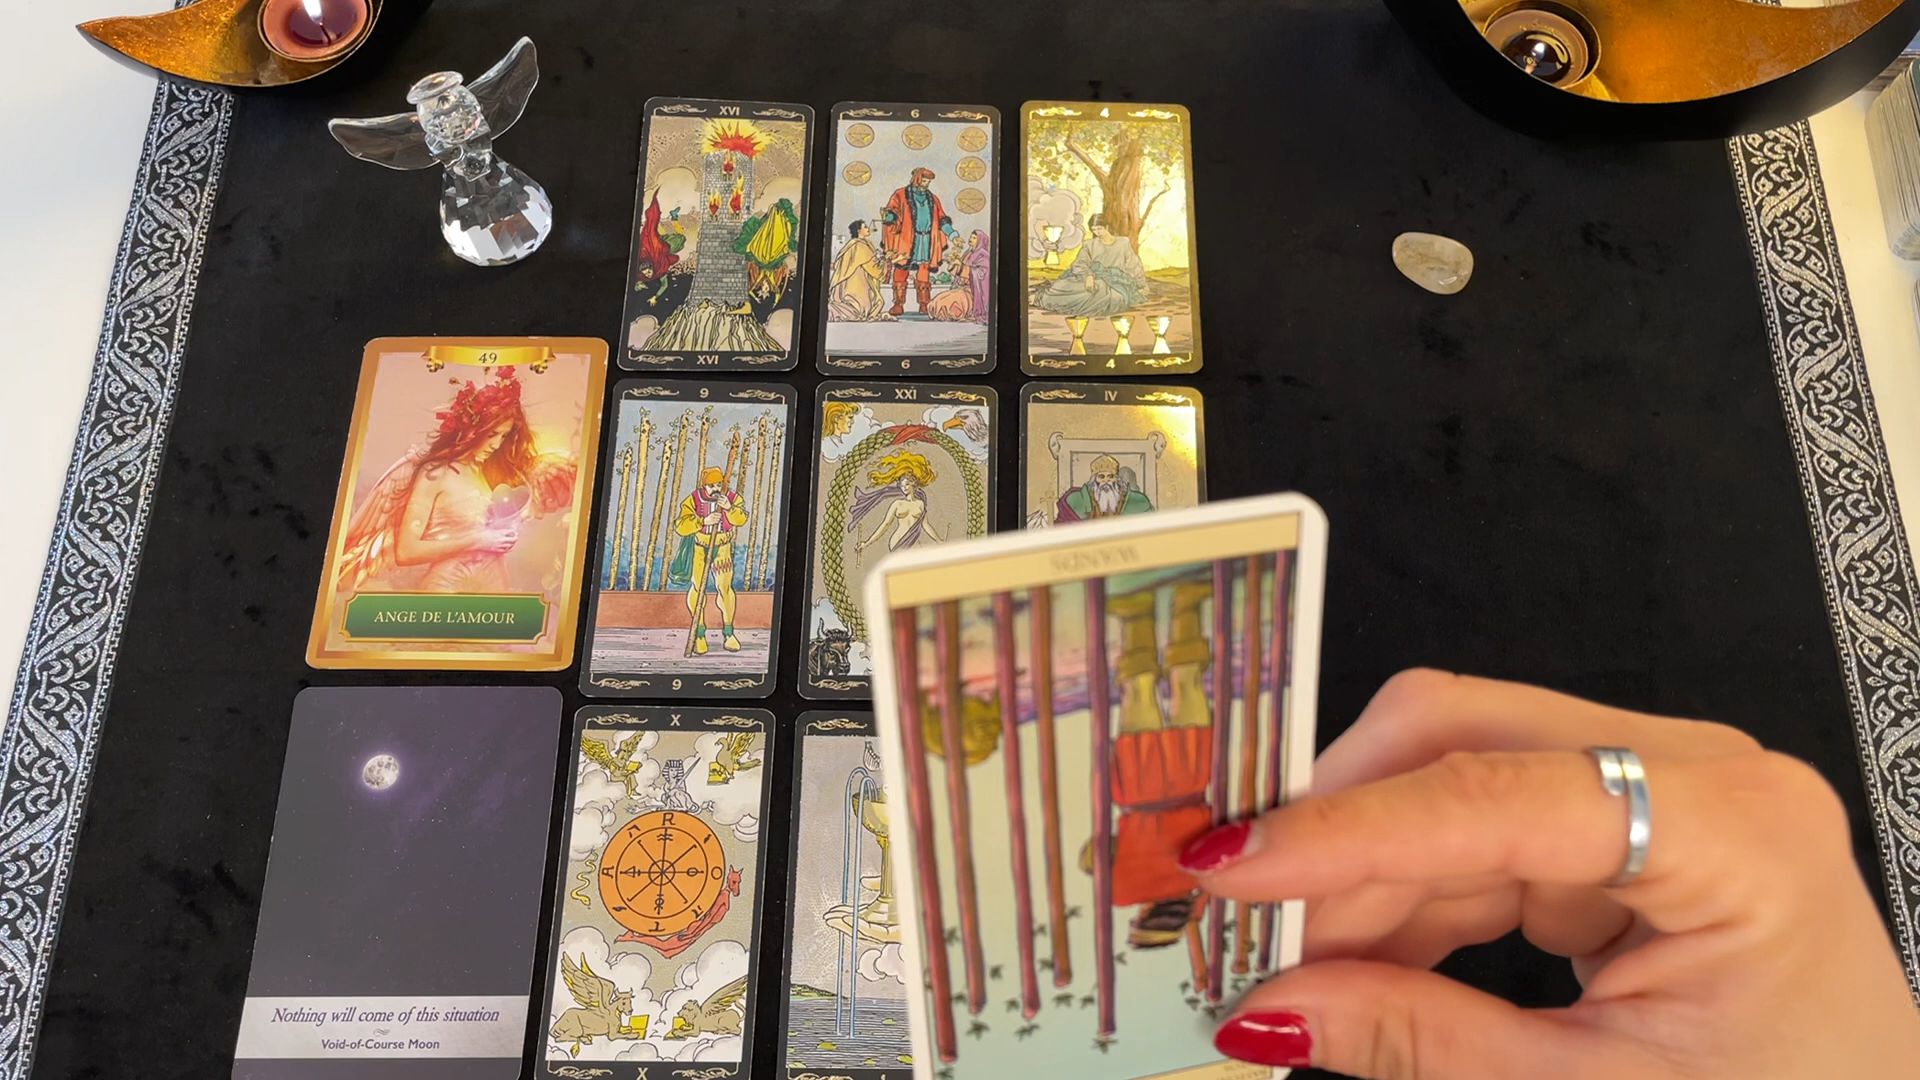 XVI
6
4
XVI
6
4
49
9
XXI
IV
ANGE DE L'AMOUR
WANDS
9
X
R
T
A
O
Nothing will come of this situation
Void-of-Course Moon
X